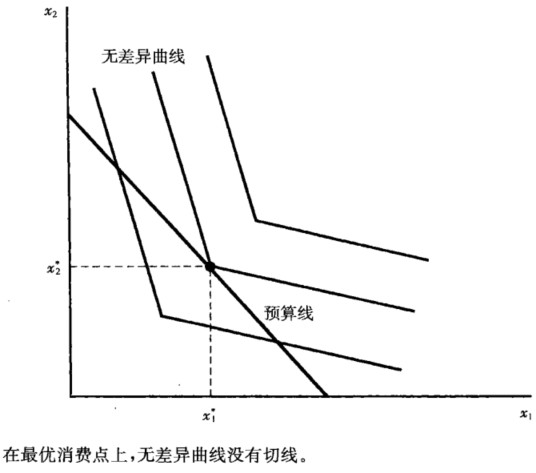 x₂
无差异曲线
x₂*
预算线
x₁*
x₁
在最优消费点上,无差异曲线没有切线。